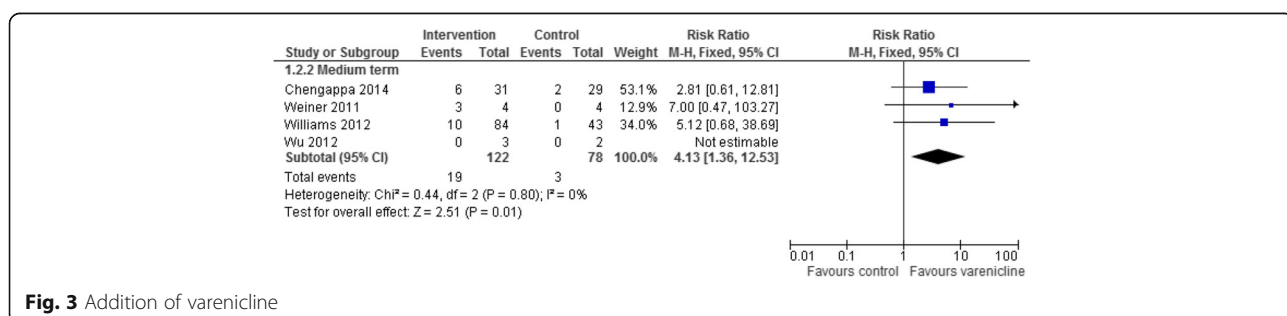 Intervention Control Risk Ratio Risk Ratio
Study or Subgroup Events Total Events Total Weight M-H, Fixed, 95% CI M-H, Fixed, 95% CI
1.2.2 Medium term
Chengappa 2014 6 31 2 29 53.1% 2.81 [0.61, 12.81]
Weiner 2011 3 4 0 4 12.9% 7.00 [0.47, 103.27]
Williams 2012 10 84 1 43 34.0% 5.12 [0.68, 38.69]
Wu 2012 0 3 0 2 Not estimable
Subtotal (95% CI) 122 78 100.0% 4.13 [1.36, 12.53]
Total events 19 3
Heterogeneity: Chi² = 0.44, df = 2 (P = 0.80); I² = 0%
Test for overall effect: Z = 2.51 (P = 0.01)
0.01 0.1 1 10 100
Favours control Favours varenicline
Fig. 3 Addition of varenicline